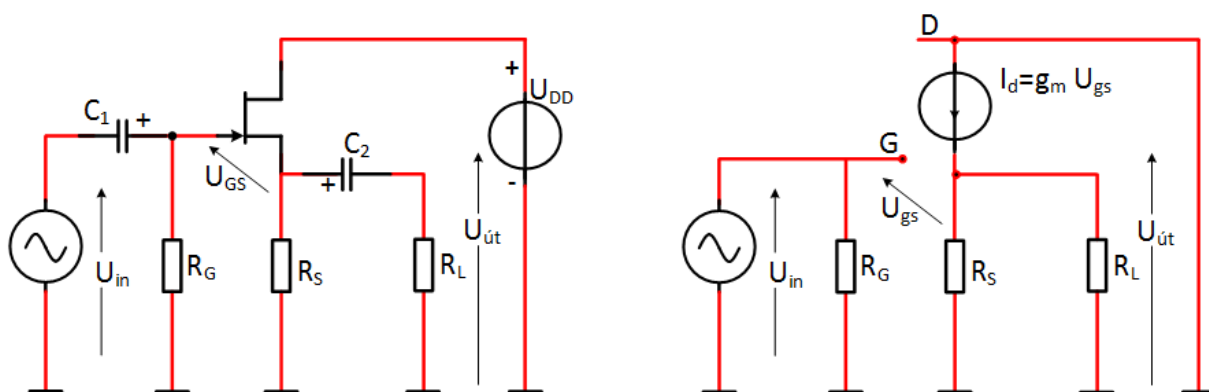 C1
+
UGS
+
C2
Uin
RG
RS
RL
Uút
+
UDD
-
D
Id=gm Ugs
G
Ugs
Uin
RG
RS
RL
Uút